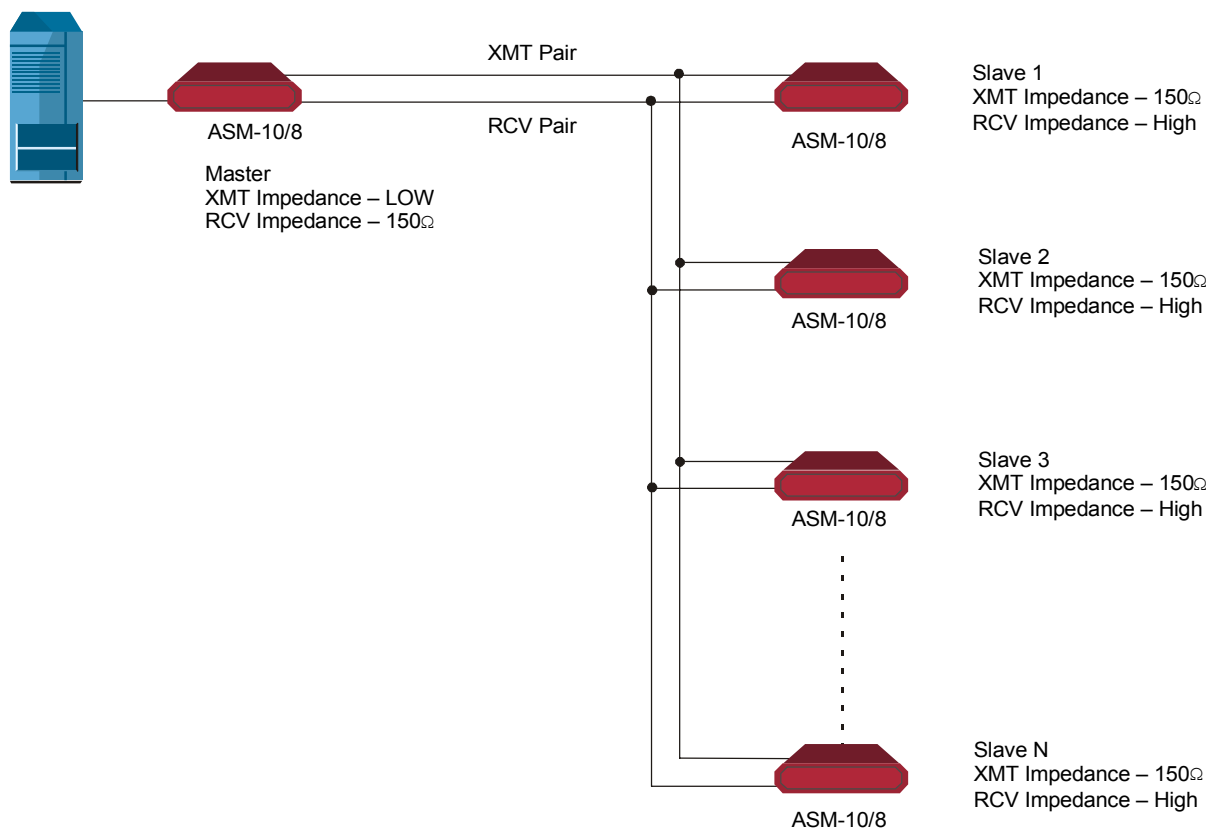 XMT Pair
RCV Pair
ASM-10/8
Master
XMT Impedance – LOW
RCV Impedance – 150Ω
ASM-10/8
Slave 1
XMT Impedance – 150Ω
RCV Impedance – High
ASM-10/8
Slave 2
XMT Impedance – 150Ω
RCV Impedance – High
ASM-10/8
Slave 3
XMT Impedance – 150Ω
RCV Impedance – High
ASM-10/8
Slave N
XMT Impedance – 150Ω
RCV Impedance – High